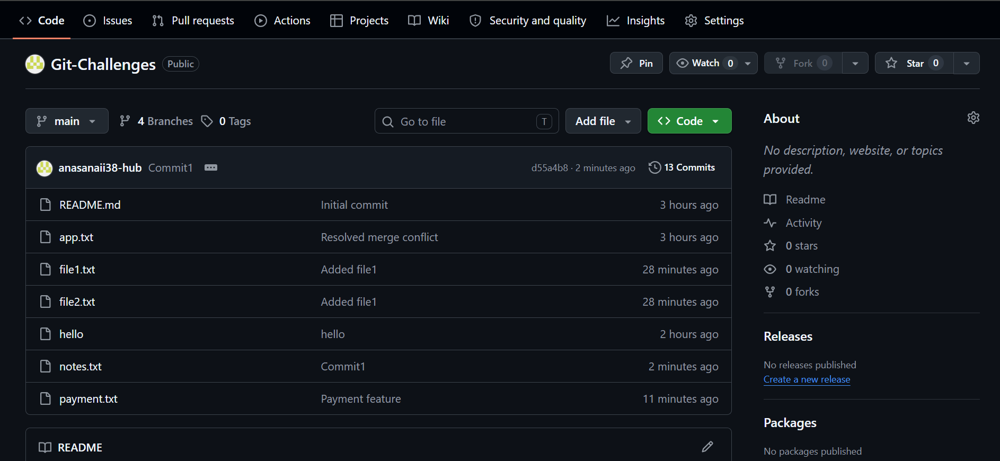 Code Issues Pull requests Actions Projects Wiki Security and quality Insights Settings
Git-Challenges Public
Pin Watch 0 Fork 0 Star 0
main 4 Branches 0 Tags Go to file T Add file Code
anasanaii38-hub Commit1 d55a4b8 · 2 minutes ago 13 Commits
README.md Initial commit 3 hours ago
app.txt Resolved merge conflict 3 hours ago
file1.txt Added file1 28 minutes ago
file2.txt Added file1 28 minutes ago
hello hello 2 hours ago
notes.txt Commit1 2 minutes ago
payment.txt Payment feature 11 minutes ago
README
About
No description, website, or topics
provided.
Readme
Activity
0 stars
0 watching
0 forks
Releases
No releases published
Create a new release
Packages
No packages published